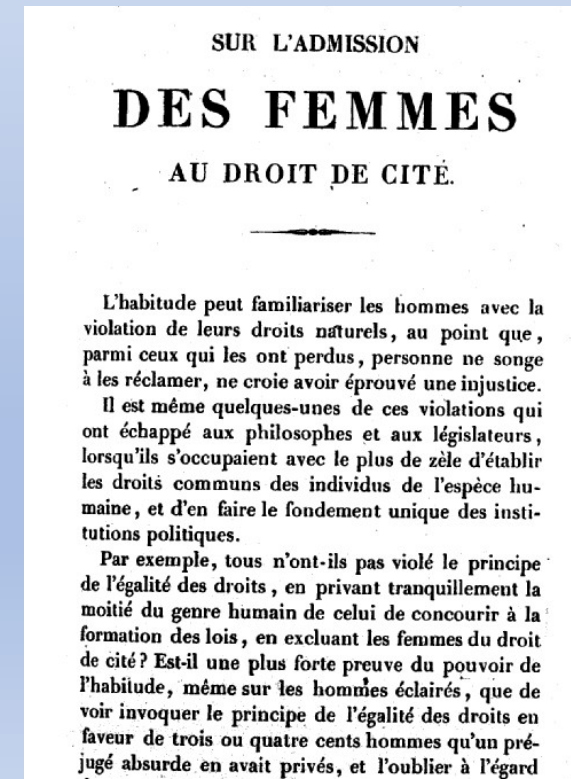 SUR L'ADMISSION
DES FEMMES
AU DROIT DE CITÉ.
L'habitude peut familiariser les hommes avec la
violation de leurs droits naturels, au point que,
parmi ceux qui les ont perdus, personne ne songe
à les réclamer, ne croie avoir éprouvé une injustice.
Il est même quelques-unes de ces violations qui
ont échappé aux philosophes et aux législateurs,
lorsqu'ils s'occupaient avec le plus de zèle d'établir
les droits communs des individus de l'espèce hu-
maine, et d'en faire le fondement unique des insti-
tutions politiques.
Par exemple, tous n'ont-ils pas violé le principe
de l'égalité des droits, en privant tranquillement la
moitié du genre humain de celui de concourir à la
formation des lois, en excluant les femmes du droit
de cité? Est-il une plus forte preuve du pouvoir de
l'habitude, même sur les hommes éclairés, que de
voir invoquer le principe de l'égalité des droits en
faveur de trois ou quatre cents hommes qu'un pré-
jugé absurde en avait privés, et l'oublier à l'égard